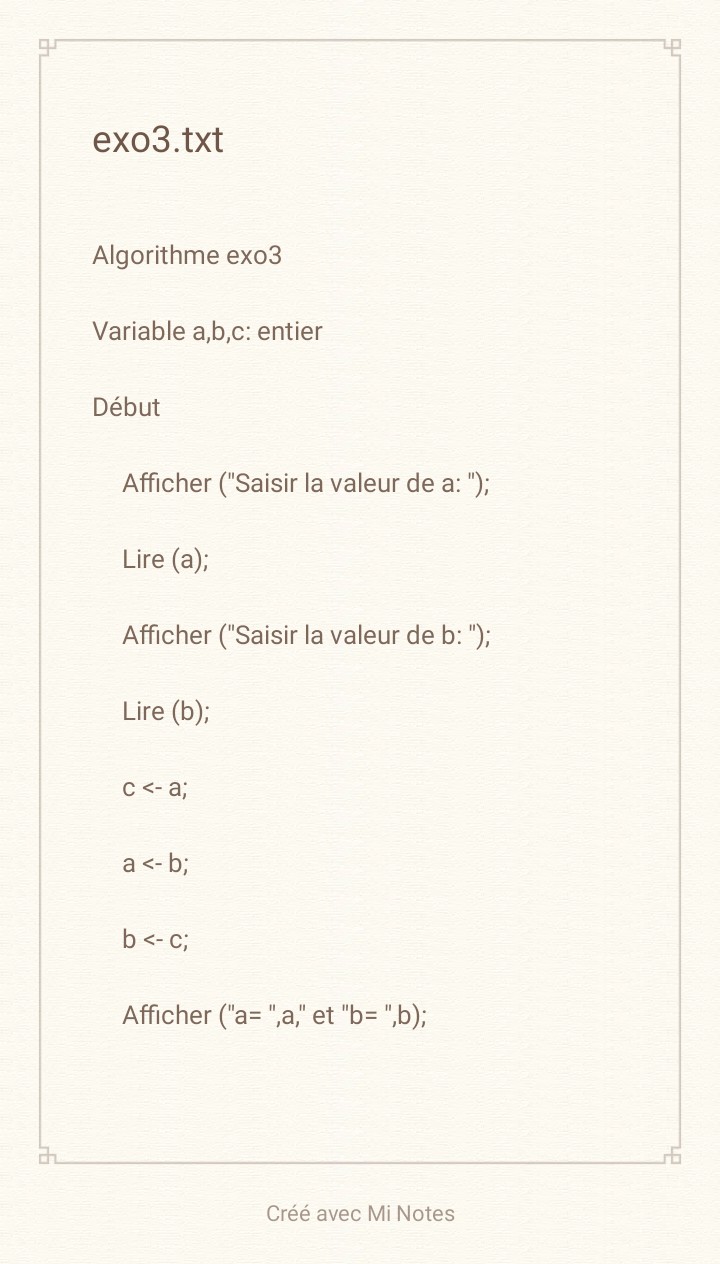 exo3.txt
Algorithme exo3
Variable a,b,c: entier
Début
Afficher ("Saisir la valeur de a: ");
Lire (a);
Afficher ("Saisir la valeur de b: ");
Lire (b);
c <- a;
a <- b;
b <- c;
Afficher ("a= ",a," et "b= ",b);
Créé avec Mi Notes